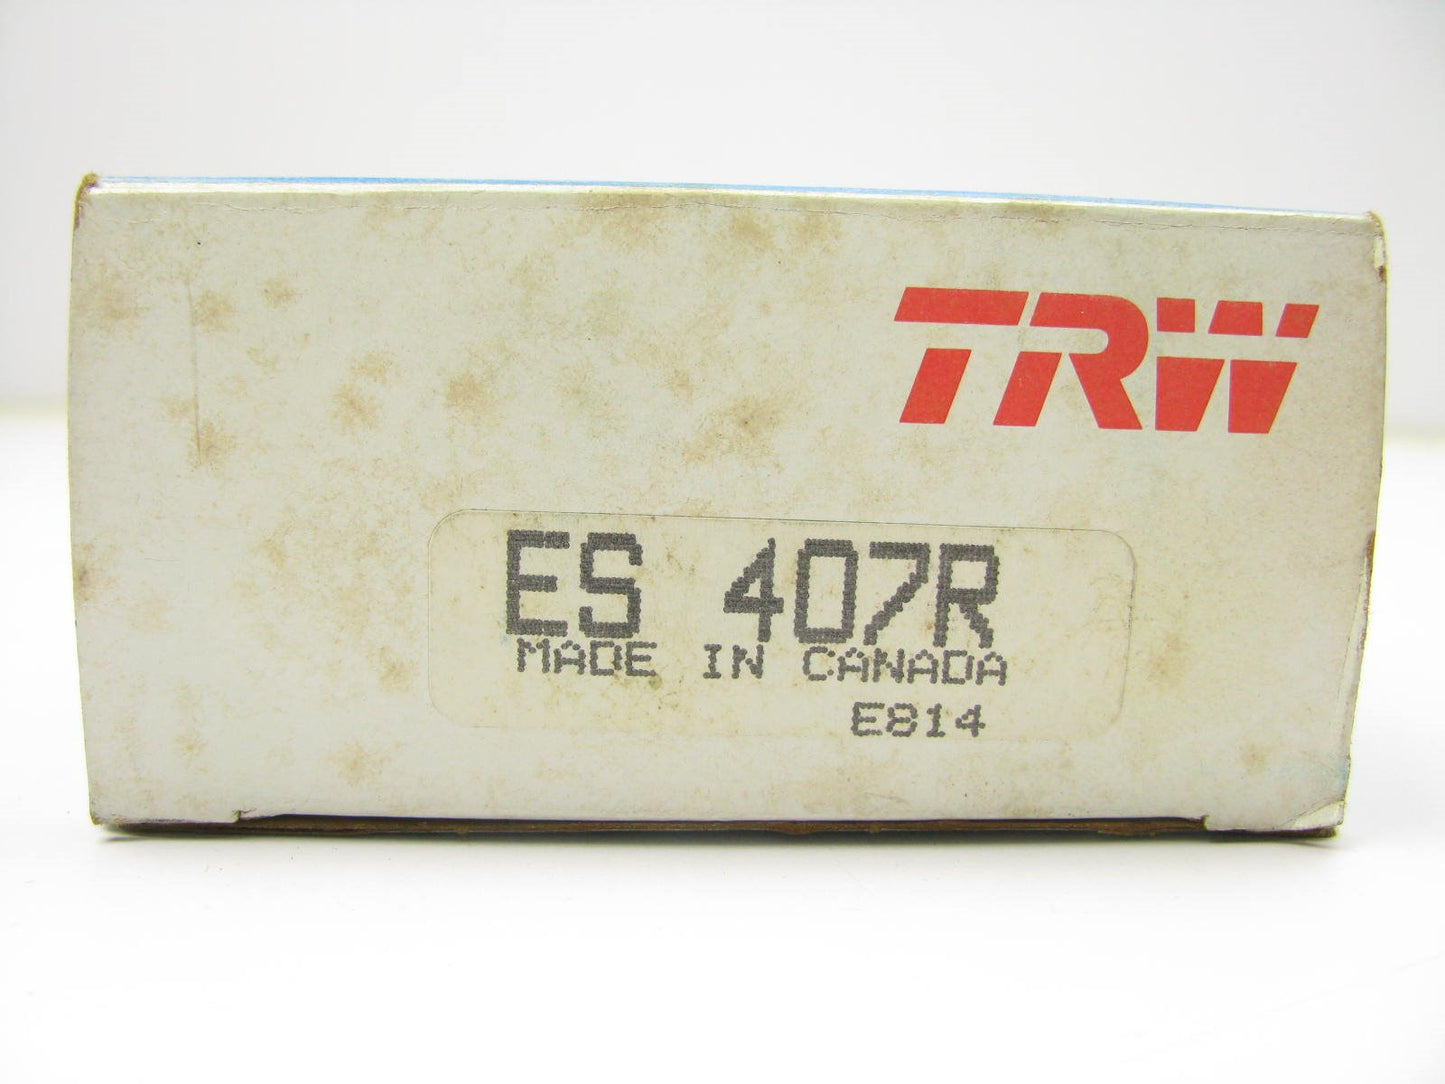 TRW
ES 407R
MADE IN CANADA
E814